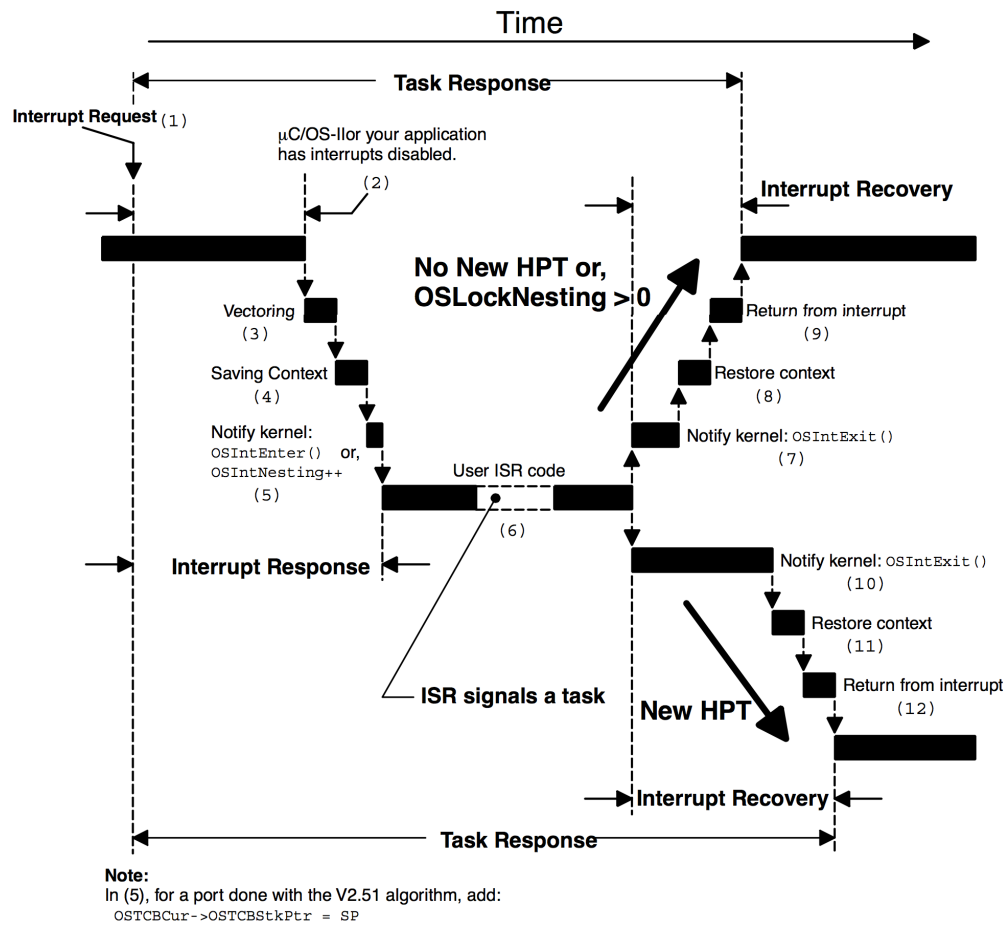 Time
Task Response
Interrupt Request (1)
µC/OS-IIor your application
has interrupts disabled.
(2)
Interrupt Recovery
No New HPT or,
OSLockNesting > 0
Vectoring
(3)
Return from interrupt
(9)
Saving Context
(4)
Restore context
(8)
Notify kernel:
OSIntEnter() or,
OSIntNesting++
(5)
Notify kernel: OSIntExit()
(7)
User ISR code
(6)
Interrupt Response
Notify kernel: OSIntExit()
(10)
Restore context
(11)
ISR signals a task
New HPT
Return from interrupt
(12)
Interrupt Recovery
Task Response
Note:
In (5), for a port done with the V2.51 algorithm, add:
OSTCBCur->OSTCBStkPtr = SP